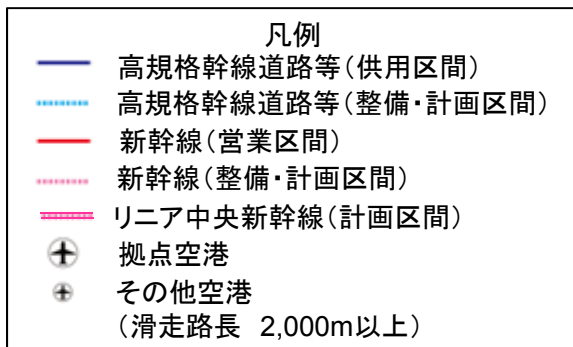 凡例
高規格幹線道路等（供用区間）
高規格幹線道路等（整備・計画区間）
新幹線（営業区間）
新幹線（整備・計画区間）
リニア中央新幹線（計画区間）
拠点空港
その他空港
（滑走路長　2,000m以上）